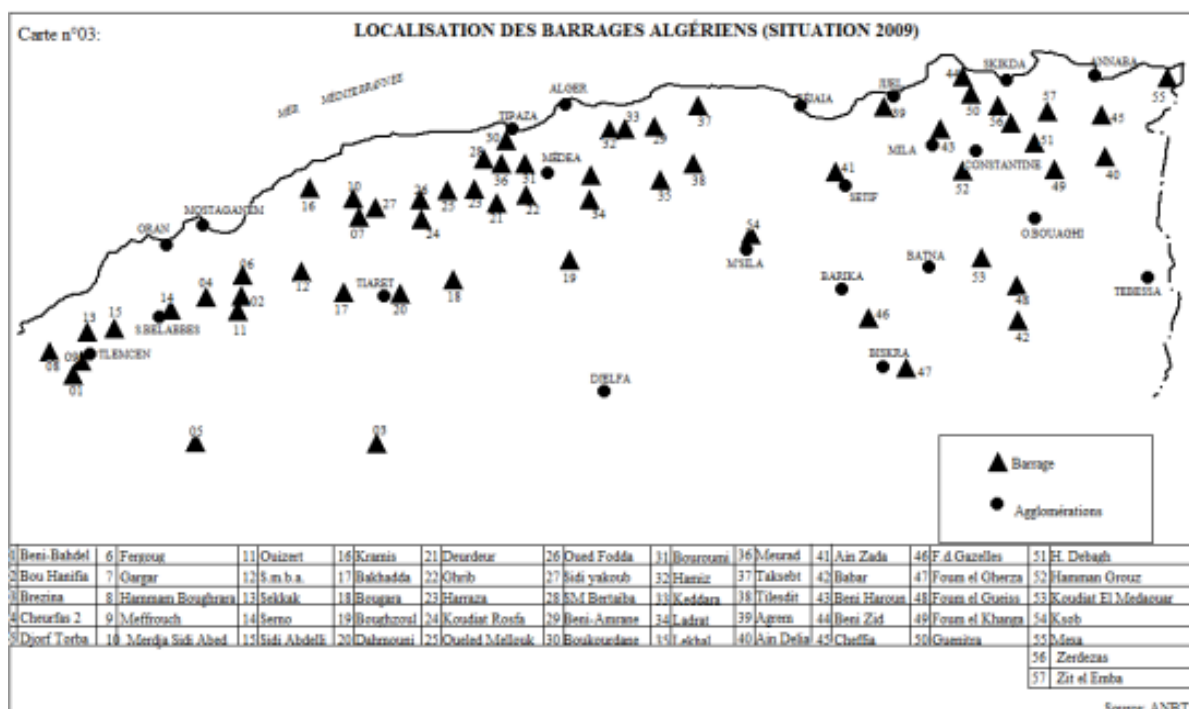 Carte n°03:
LOCALISATION DES BARRAGES ALGÉRIENS (SITUATION 2009)
MER MÉDITERRANNÉE
ALGER
TIPAZA
MÉDEA
MOSTAGANEM
ORAN
S.BELABBES
TLEMCEN
TIARET
DJELFA
M'SILA
BÉJAIA
JIJEL
SKIKDA
ANNABA
MILA
CONSTANTINE
SETIF
O.BOUAGHI
BATNA
BARIKA
BISKRA
TEBESSA
Barrage
Agglomérations
1 Beni-Bahdel 6 Fergoug 11 Ouizert 16 Kramis 21 Deurdeur 26 Oued Fodda 31 Bouroumi 36 Meurad 41 Ain Zada 46 F.d.Gazelles 51 H. Debagh
2 Bou Hanifia 7 Gargar 12 S.m.b.a. 17 Bakhadda 22 Ghrib 27 Sidi yakoub 32 Hamiz 37 Taksebt 42 Babar 47 Foum el Gherza 52 Hamman Grouz
3 Brezina 8 Hammam Boughrara 13 Sekkak 18 Bougara 23 Harraza 28 SM Bertaiba 33 Keddara 38 Tilesdit 43 Beni Haroun 48 Foum el Gueiss 53 Koudiat El Medaouar
4 Cheurfas 2 9 Meffrouch 14 Serno 19 Boughzoul 24 Koudiat Rosfa 29 Beni-Amrane 34 Ladrat 39 Agrem 44 Beni Zid 49 Foum el Khanga 54 Ksob
5 Djorf Torba 10 Merdja Sidi Abed 15 Sidi Abdelli 20 Dahmouni 25 Oueled Mellouk 30 Boukourdane 35 Lekhal 40 Ain Delia 45 Cheffia 50 Guenitra 55 Mexa
56 Zerdezas
57 Zit el Emba
Source: ANBT